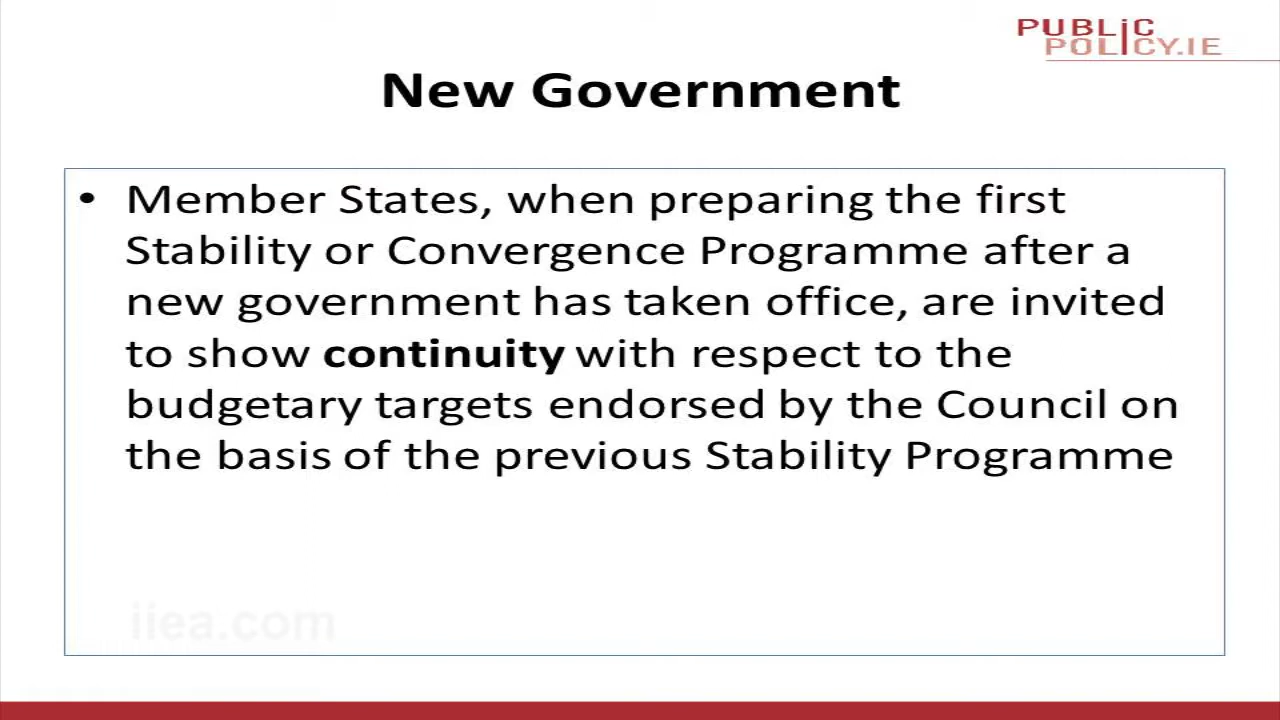 PUBLIC
POLICY.IE
New Government
• Member States, when preparing the first
Stability or Convergence Programme after a
new government has taken office, are invited
to show continuity with respect to the
budgetary targets endorsed by the Council on
the basis of the previous Stability Programme
iiea.com